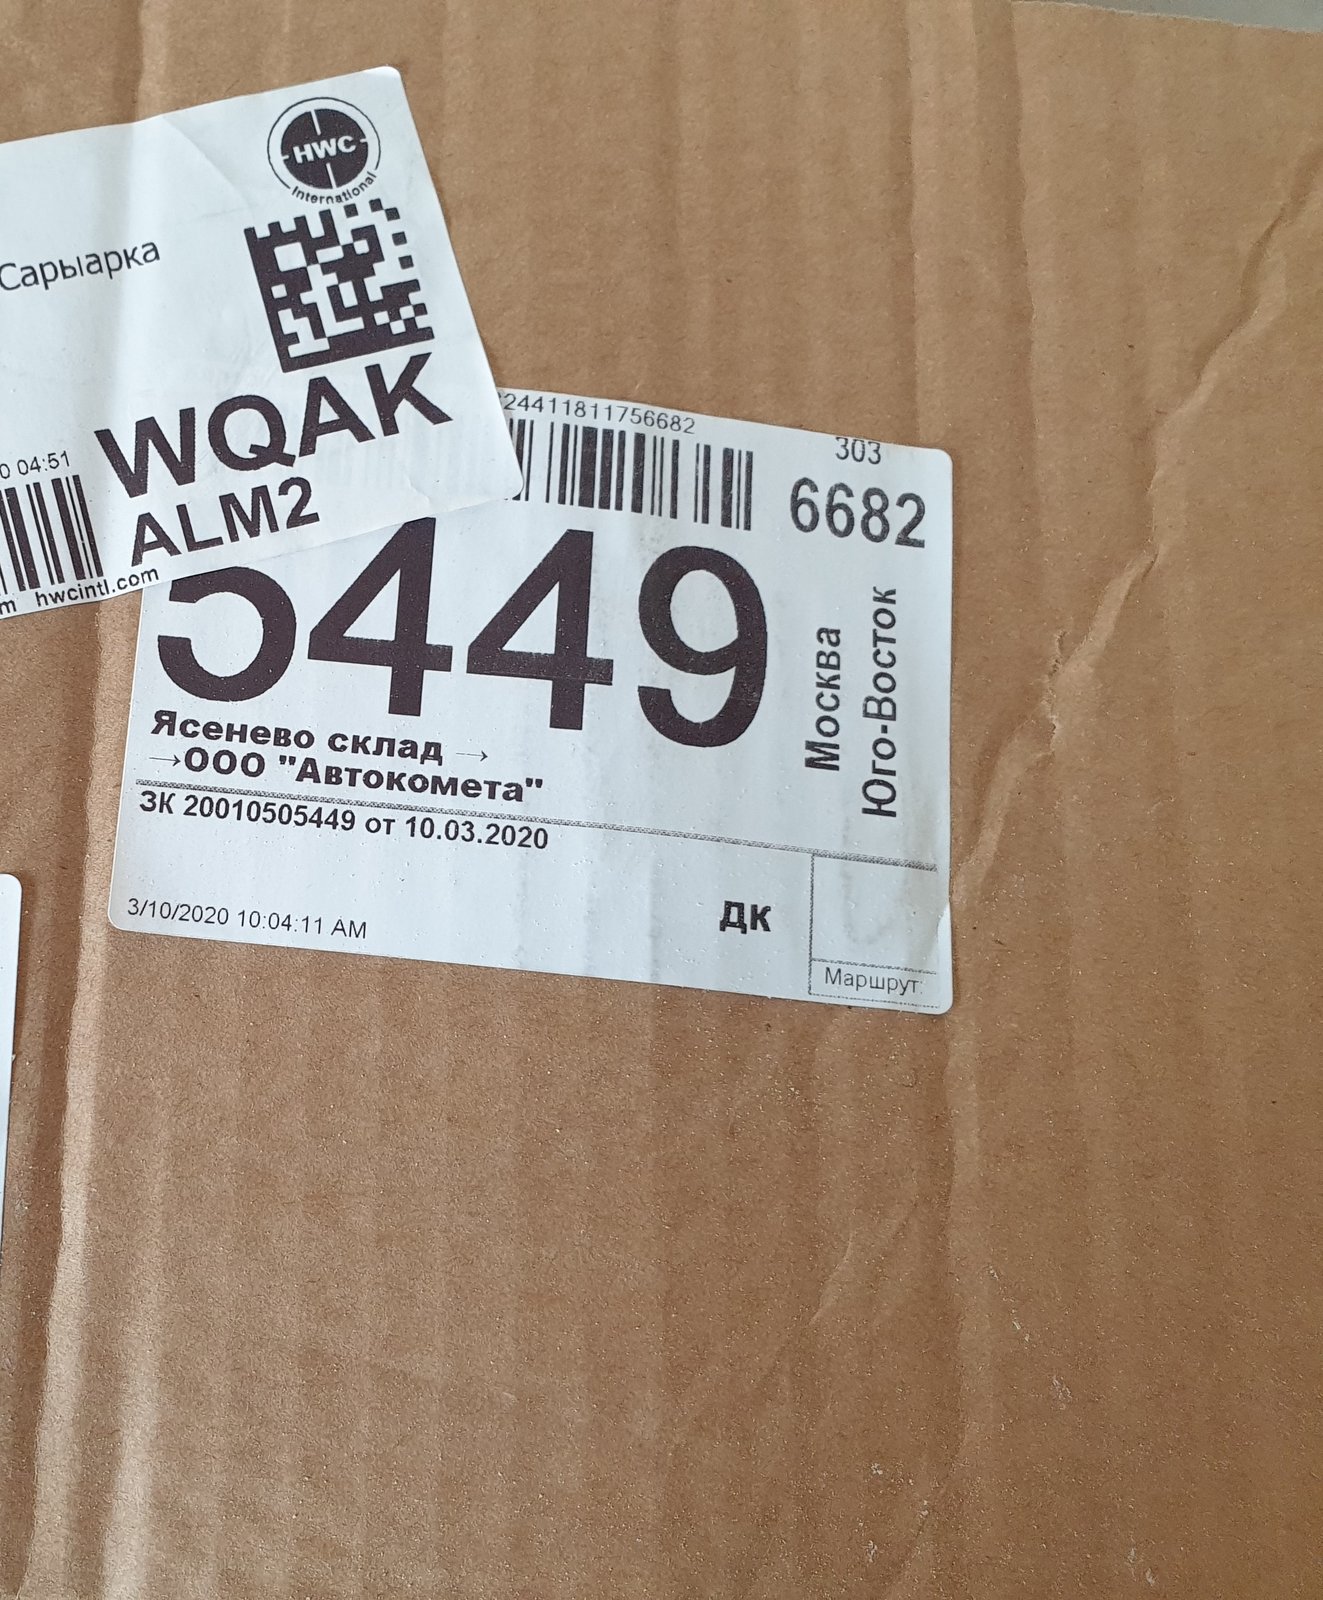 HWC
International
Сарыарка
WQAK
ALM2
04:51
hwcintl.com
24411811756682
303
6682
5449
Москва
Юго-Восток
Ясенево склад →
→ООО "Автокомета"
ЗК 20010505449 от 10.03.2020
3/10/2020 10:04:11 AM
ДК
Маршрут: